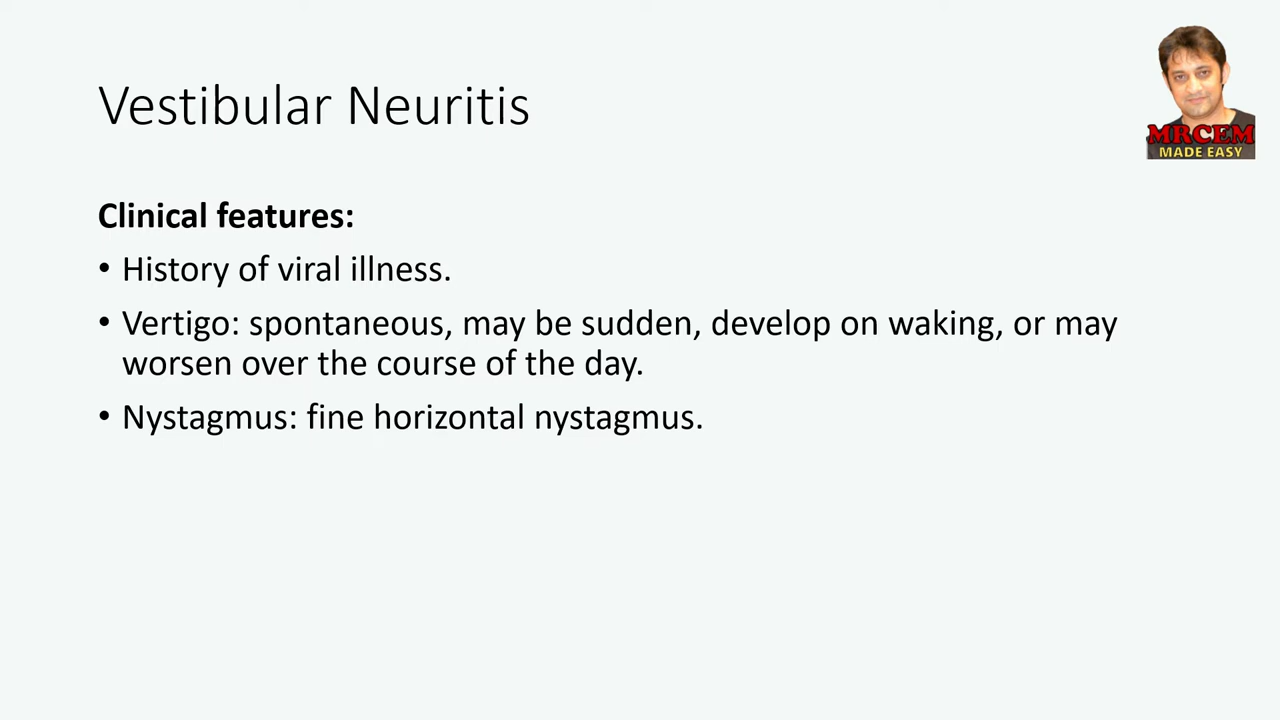 Vestibular Neuritis
MRCEM
MADE EASY
Clinical features:
• History of viral illness.
• Vertigo: spontaneous, may be sudden, develop on waking, or may
worsen over the course of the day.
• Nystagmus: fine horizontal nystagmus.